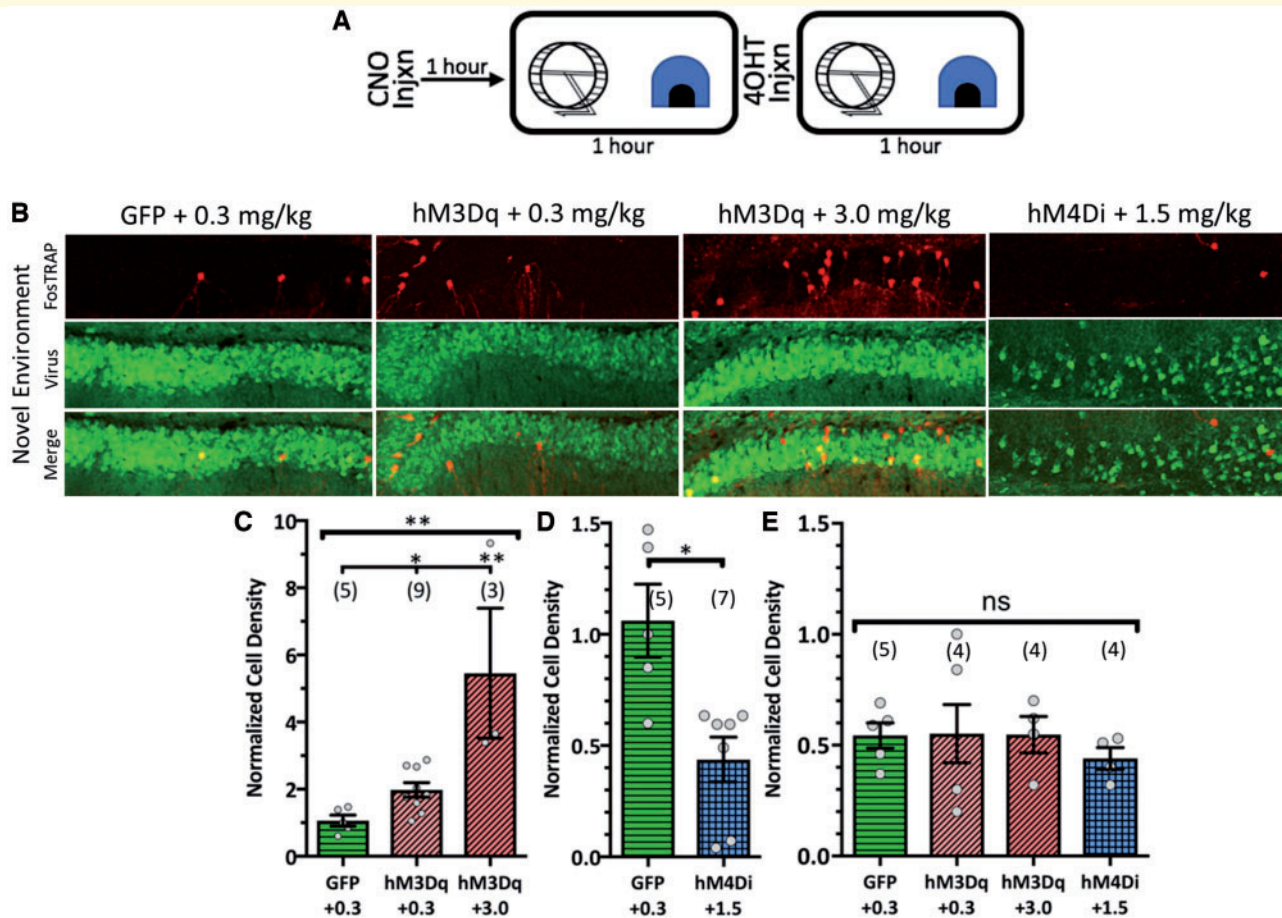 A
CNO Injxn
1 hour
4OHT Injxn
1 hour
1 hour
B
GFP + 0.3 mg/kg
hM3Dq + 0.3 mg/kg
hM3Dq + 3.0 mg/kg
hM4Di + 1.5 mg/kg
Novel Environment
FosTRAP
Virus
Merge
C
Normalized Cell Density
10
8
6
4
2
0
**
*
**
(5)
(9)
(3)
GFP +0.3
hM3Dq +0.3
hM3Dq +3.0
D
Normalized Cell Density
1.5
1.0
0.5
0.0
*
(5)
(7)
GFP +0.3
hM4Di +1.5
E
Normalized Cell Density
1.5
1.0
0.5
0.0
ns
(5)
(4)
(4)
(4)
GFP +0.3
hM3Dq +0.3
hM3Dq +3.0
hM4Di +1.5